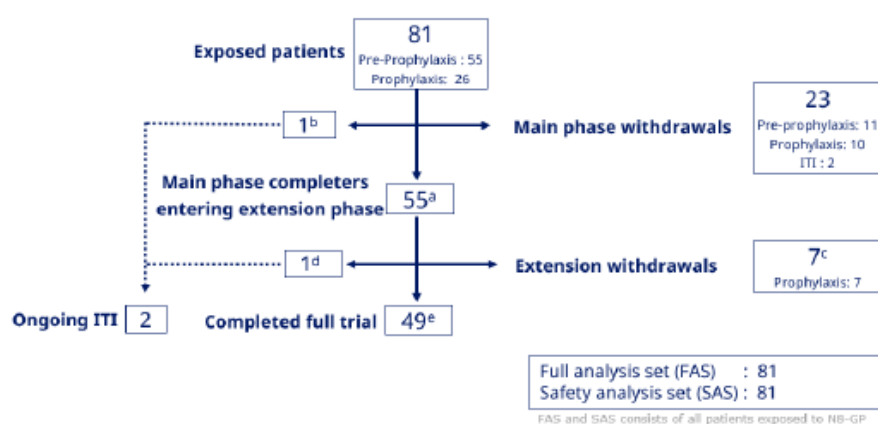 81
Exposed patients
Pre-Prophylaxis : 55
Prophylaxis: 26
1b
Main phase withdrawals
23
Pre-prophylaxis: 11
Prophylaxis: 10
ITI : 2
Main phase completers
entering extension phase
55a
1d
Extension withdrawals
7c
Prophylaxis: 7
Ongoing ITI 2
Completed full trial 49e
Full analysis set (FAS) : 81
Safety analysis set (SAS) : 81
FAS and SAS consists of all patients exposed to N8-GP